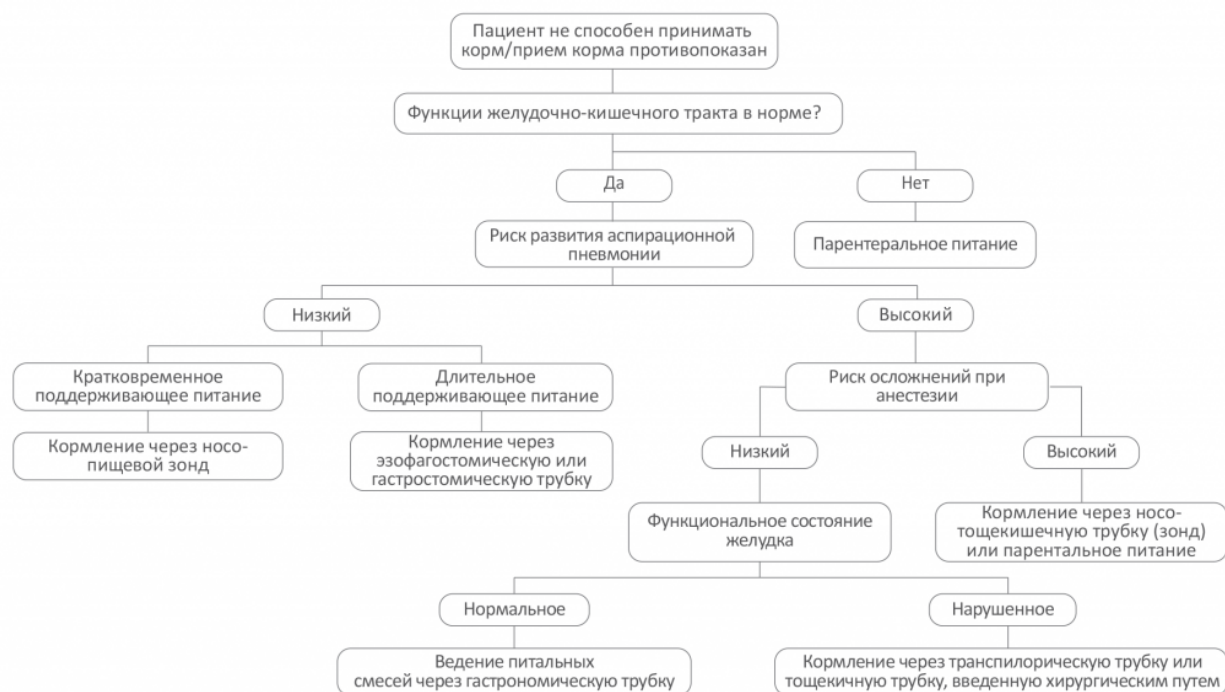 Пациент не способен принимать
корм/прием корма противопоказан
Функции желудочно-кишечного тракта в норме?
Да
Нет
Риск развития аспирационной
пневмонии
Парентеральное питание
Низкий
Высокий
Кратковременное
поддерживающее питание
Длительное
поддерживающее питание
Риск осложнений при
анестезии
Кормление через носо-
пищевой зонд
Кормление через
эзофагостомическую или
гастростомическую трубку
Низкий
Высокий
Функциональное состояние
желудка
Кормление через носо-
тощекишечную трубку (зонд)
или парентальное питание
Нормальное
Нарушенное
Ведение питальных
смесей через гастрономическую трубку
Кормление через транспилорическую трубку или
тощекичную трубку, введенную хирургическим путем